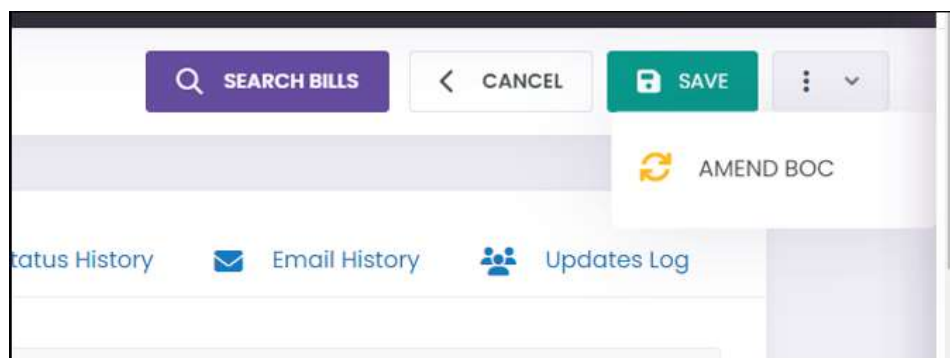 SEARCH BILLS CANCEL SAVE
AMEND BOC
tatus History Email History Updates Log